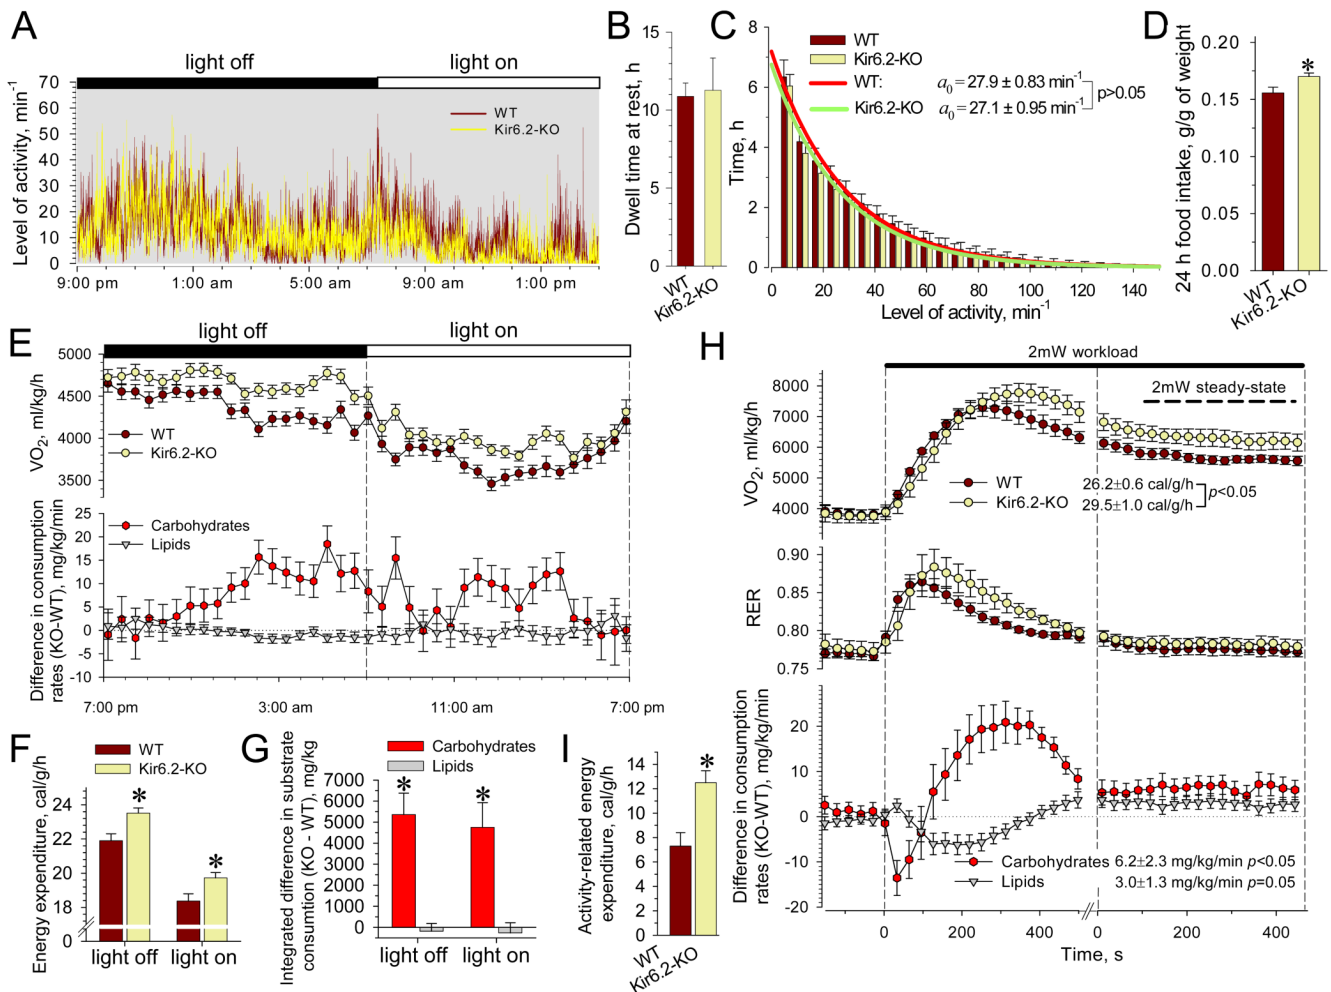 A
light off
light on
Level of activity, min-1
70
60
50
40
30
20
10
0
WT
Kir6.2-KO
9:00 pm
1:00 am
5:00 am
9:00 am
1:00 pm
B
Dwell time at rest, h
15
10
5
0
WT
Kir6.2-KO
C
Time, h
8
6
4
2
0
WT
Kir6.2-KO
WT: a0 = 27.9 ± 0.83 min-1
Kir6.2-KO a0 = 27.1 ± 0.95 min-1
p>0.05
0
20
40
60
80
100
120
140
Level of activity, min-1
D
24 h food intake, g/g of weight
0.20
0.15
0.10
0.05
0.00
*
WT
Kir6.2-KO
E
light off
light on
VO2, ml/kg/h
5000
4500
4000
3500
WT
Kir6.2-KO
Difference in consumption
rates (KO-WT), mg/kg/min
25
20
15
10
5
0
-5
-10
Carbohydrates
Lipids
7:00 pm
3:00 am
11:00 am
7:00 pm
F
WT
Kir6.2-KO
Energy expenditure, cal/g/h
24
22
20
18
0
*
*
light off
light on
G
Carbohydrates
Lipids
Integrated difference in substrate
consumtion (KO - WT), mg/kg
7000
6000
5000
4000
3000
2000
1000
0
*
*
light off
light on
I
Activity-related energy
expenditure, cal/g/h
14
12
10
8
6
4
2
0
*
WT
Kir6.2-KO
H
2mW workload
2mW steady-state
VO2, ml/kg/h
8000
7000
6000
5000
4000
WT 26.2±0.6 cal/g/h
Kir6.2-KO 29.5±1.0 cal/g/h
p<0.05
RER
0.90
0.85
0.80
0.75
Difference in consumption
rates (KO-WT), mg/kg/min
20
10
0
-10
-20
Carbohydrates 6.2±2.3 mg/kg/min p<0.05
Lipids 3.0±1.3 mg/kg/min p=0.05
0
200
400
0
200
400
Time, s